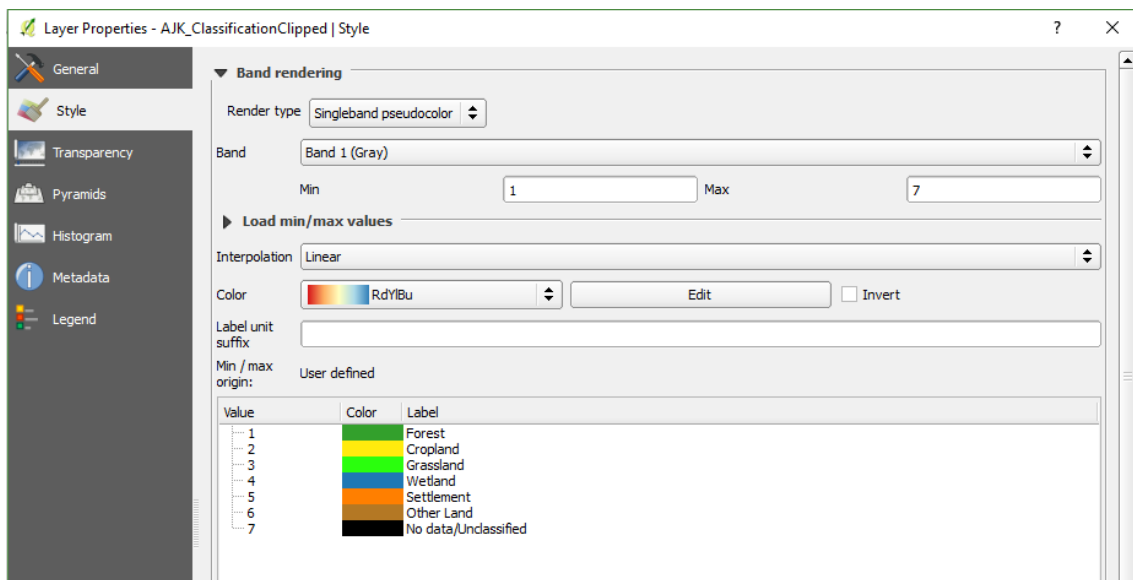 Layer Properties - AJK_ClassificationClipped | Style
? 
General
Style
Transparency
Pyramids
Histogram
Metadata
Legend
Band rendering
Render type Singleband pseudocolor
Band Band 1 (Gray)
Min 1 Max 7
Load min/max values
Interpolation Linear
Color RdYlBu Edit Invert
Label unit
suffix
Min / max
origin: User defined
Value Color Label
1 Forest
2 Cropland
3 Grassland
4 Wetland
5 Settlement
6 Other Land
7 No data/Unclassified